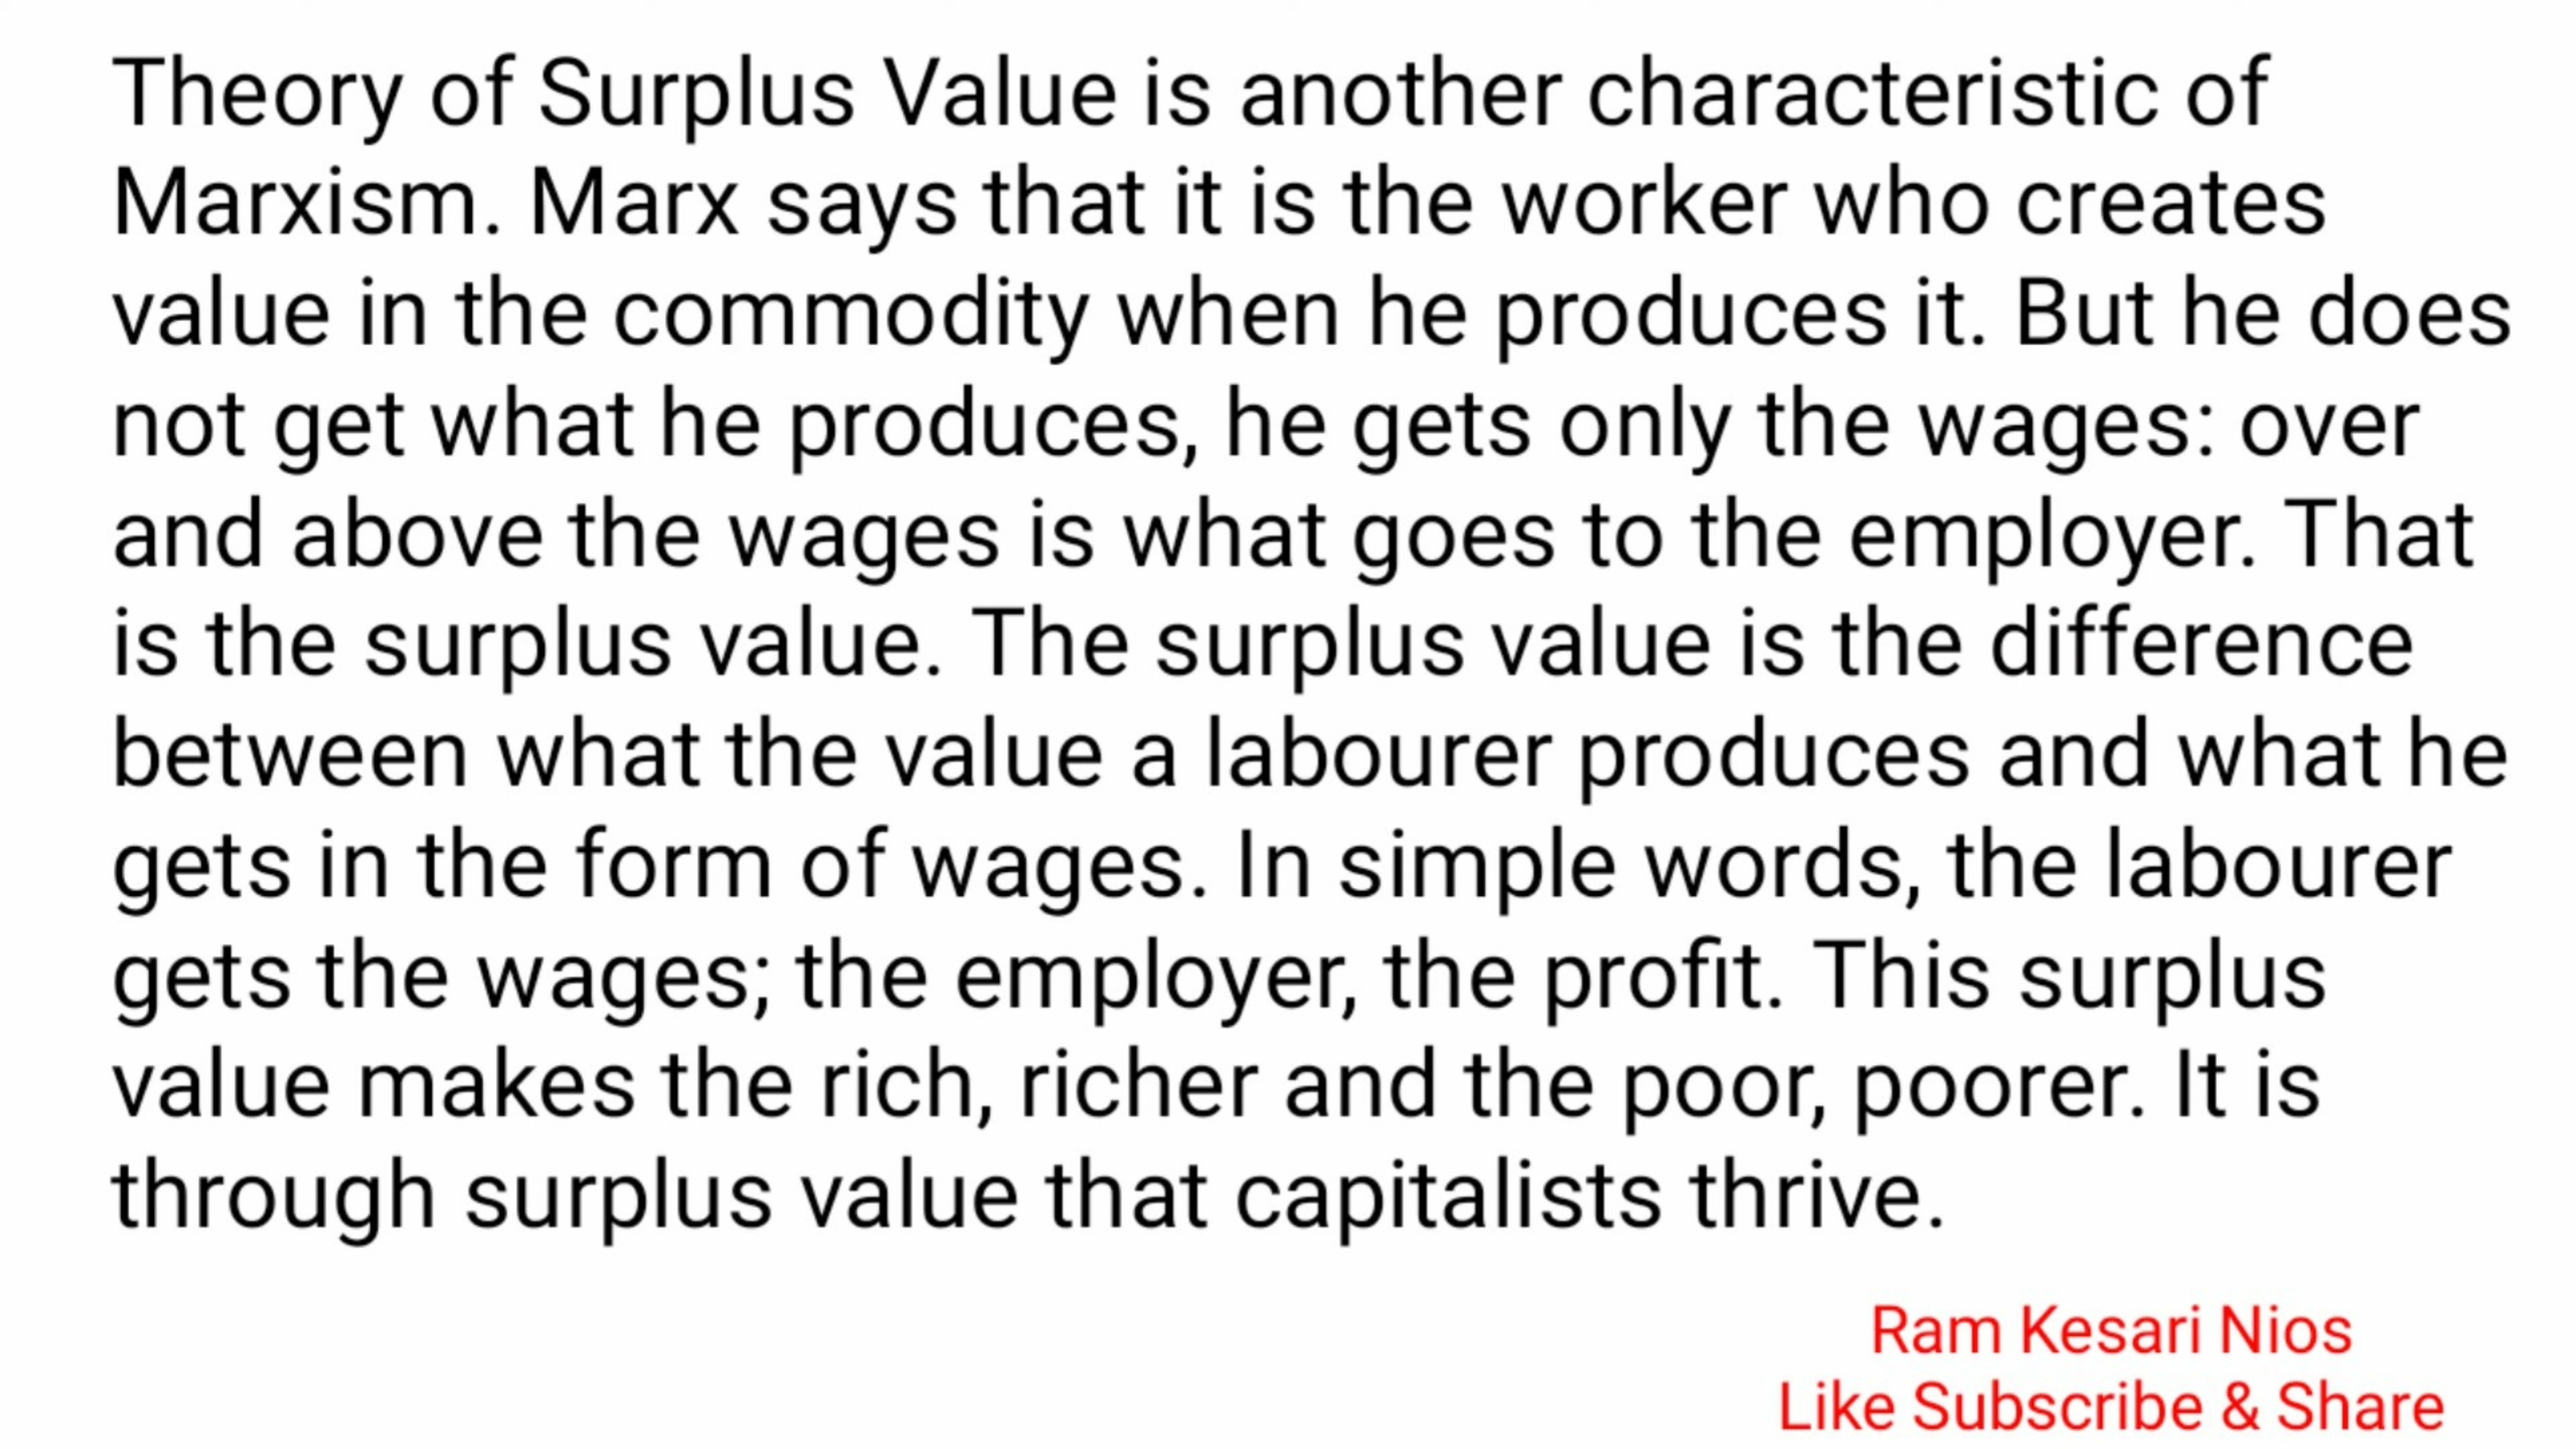 Theory of Surplus Value is another characteristic of
Marxism. Marx says that it is the worker who creates
value in the commodity when he produces it. But he does
not get what he produces, he gets only the wages: over
and above the wages is what goes to the employer. That
is the surplus value. The surplus value is the difference
between what the value a labourer produces and what he
gets in the form of wages. In simple words, the labourer
gets the wages; the employer, the profit. This surplus
value makes the rich, richer and the poor, poorer. It is
through surplus value that capitalists thrive.
Ram Kesari Nios
Like Subscribe & Share